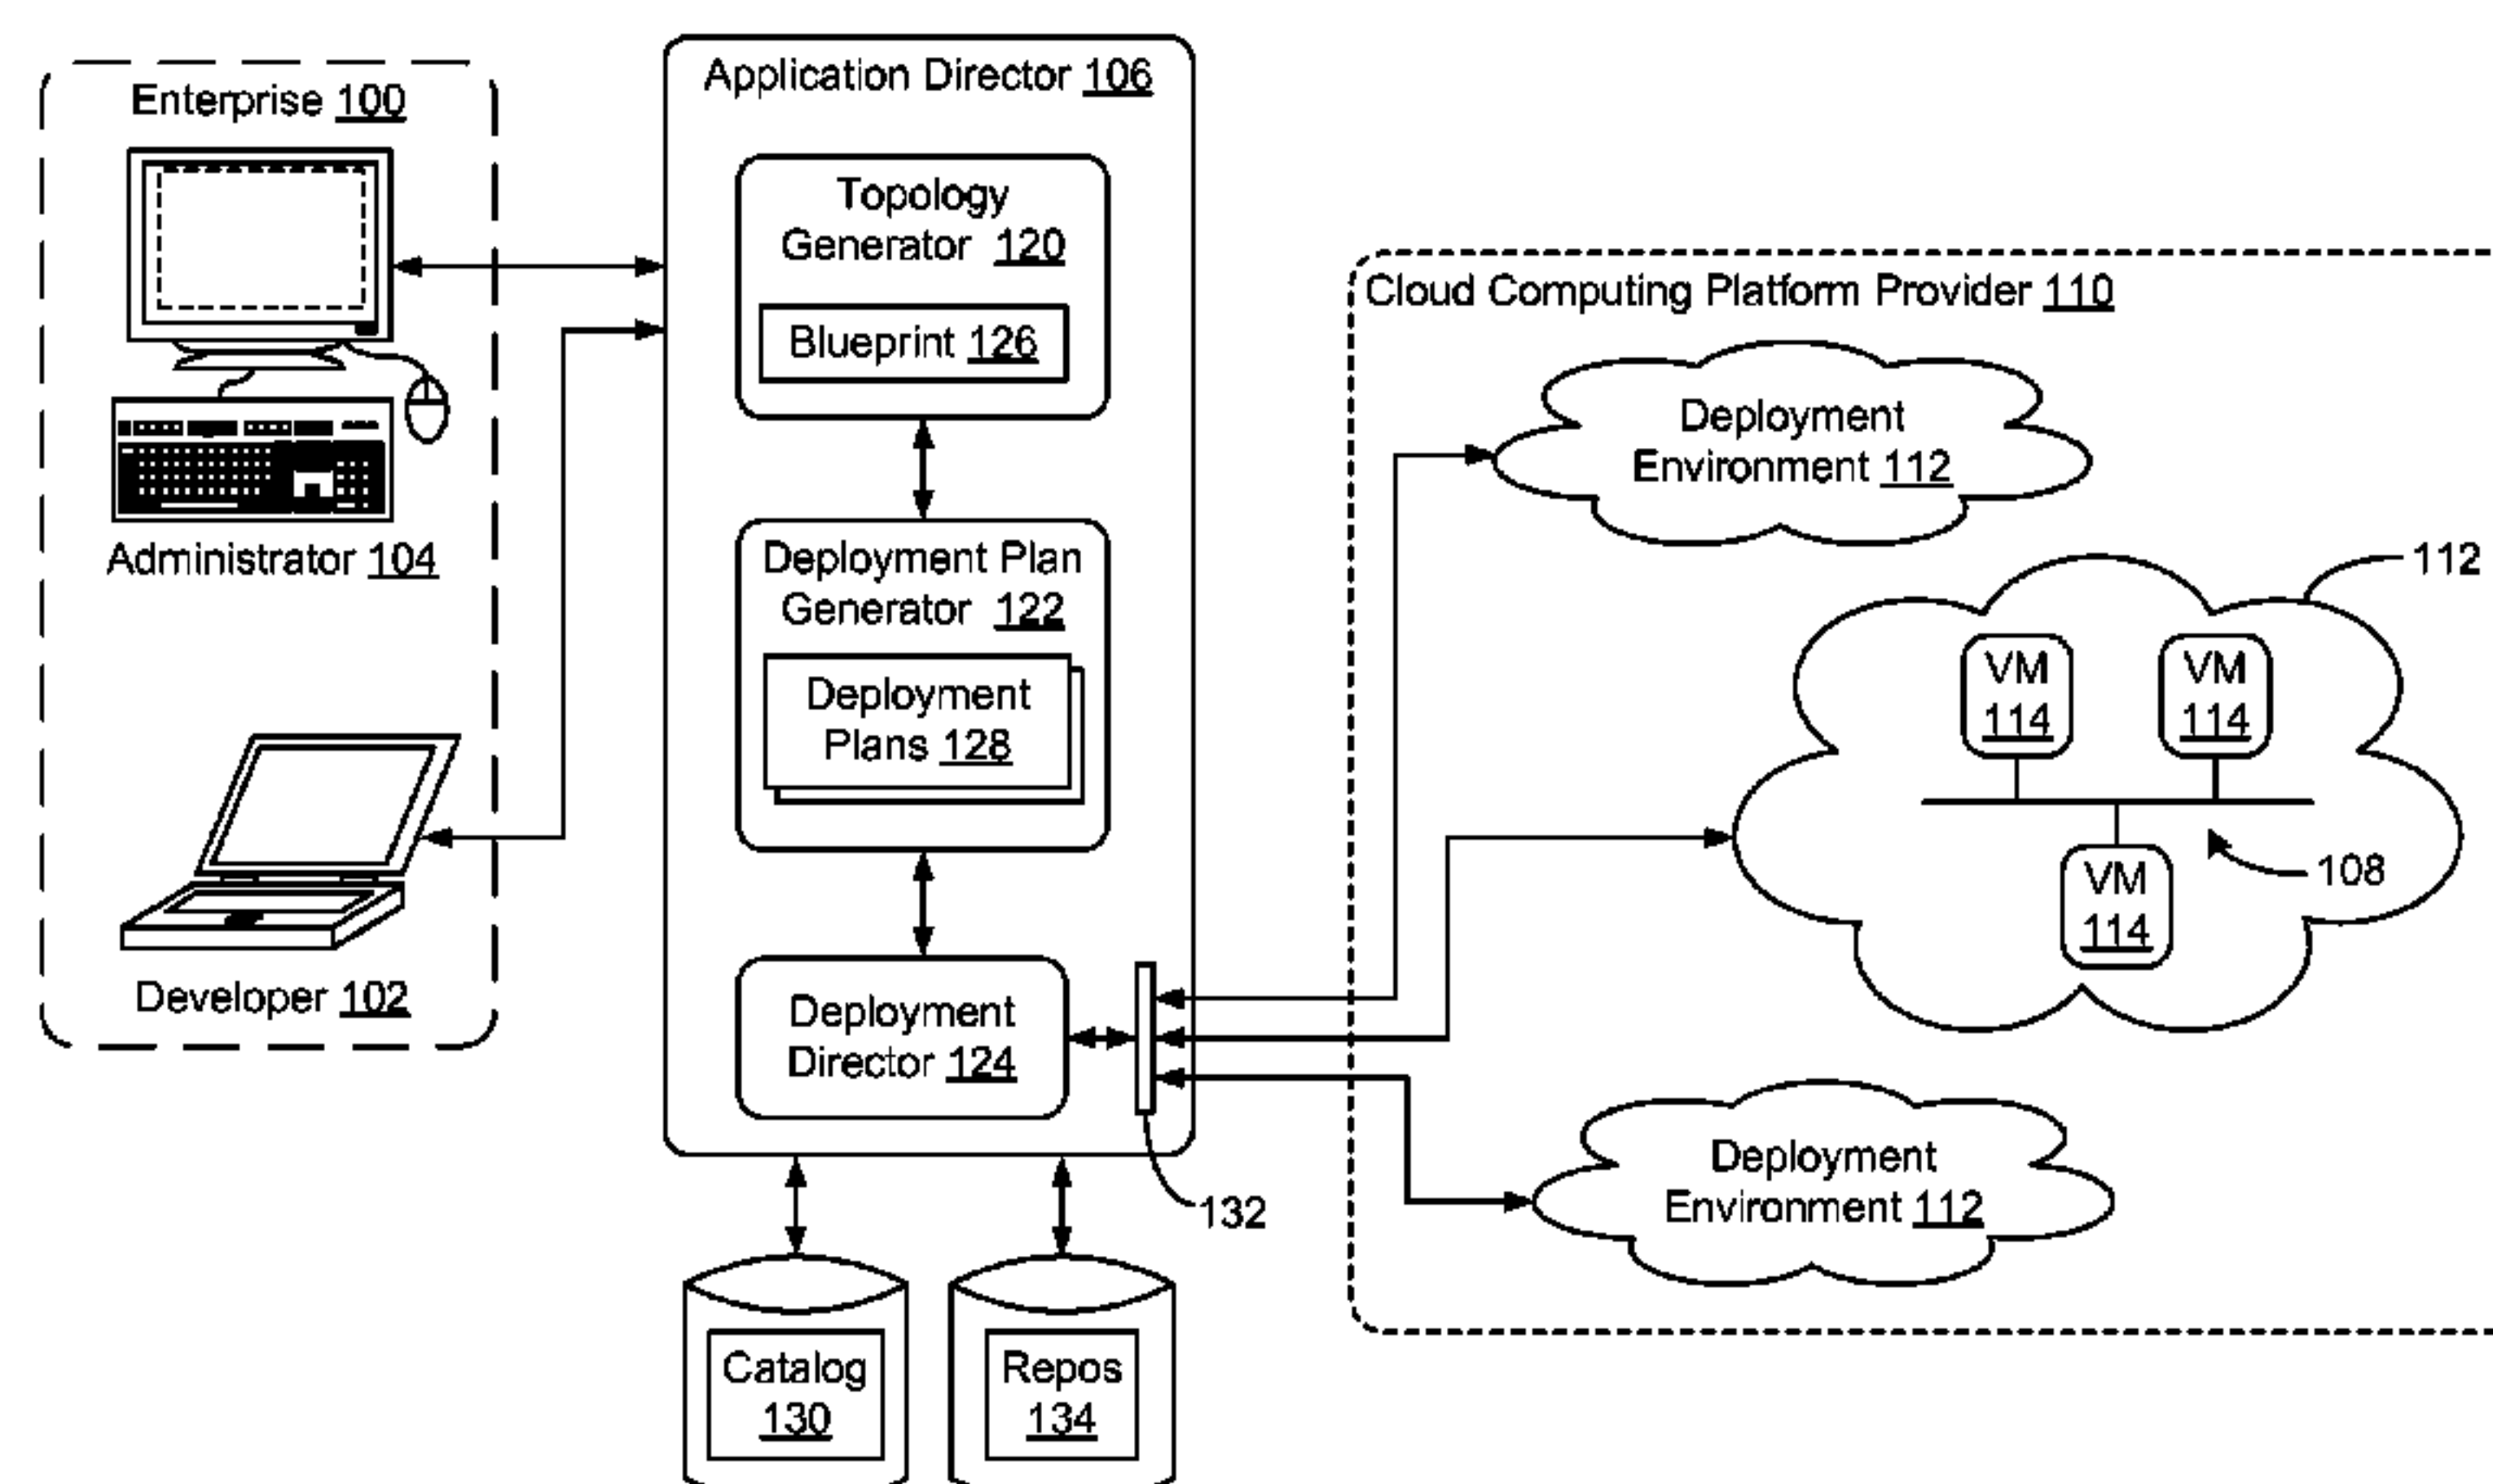 Enterprise 100
Administrator 104
Developer 102
Application Director 106
Topology
Generator 120
Blueprint 126
Deployment Plan
Generator 122
Deployment
Plans 128
Deployment
Director 124
132
Catalog
130
Repos
134
Cloud Computing Platform Provider 110
Deployment
Environment 112
112
VM
114
VM
114
VM
114
108
Deployment
Environment 112